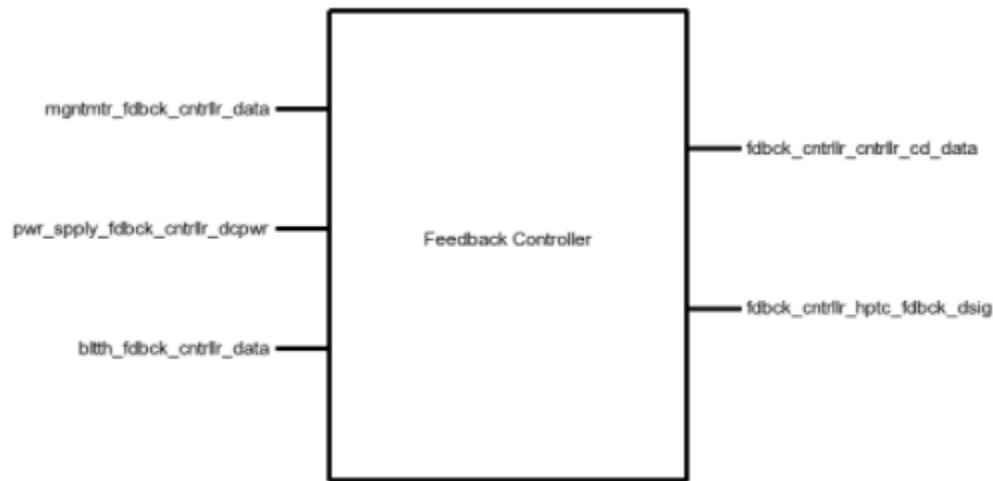 mgntmtr_fdbck_cntrllr_data
fdbck_cntrllr_cntrllr_cd_data
pwr_spply_fdbck_cntrllr_dcpwr
Feedback Controller
fdbck_cntrllr_hptc_fdbck_dsig
bltth_fdbck_cntrllr_data